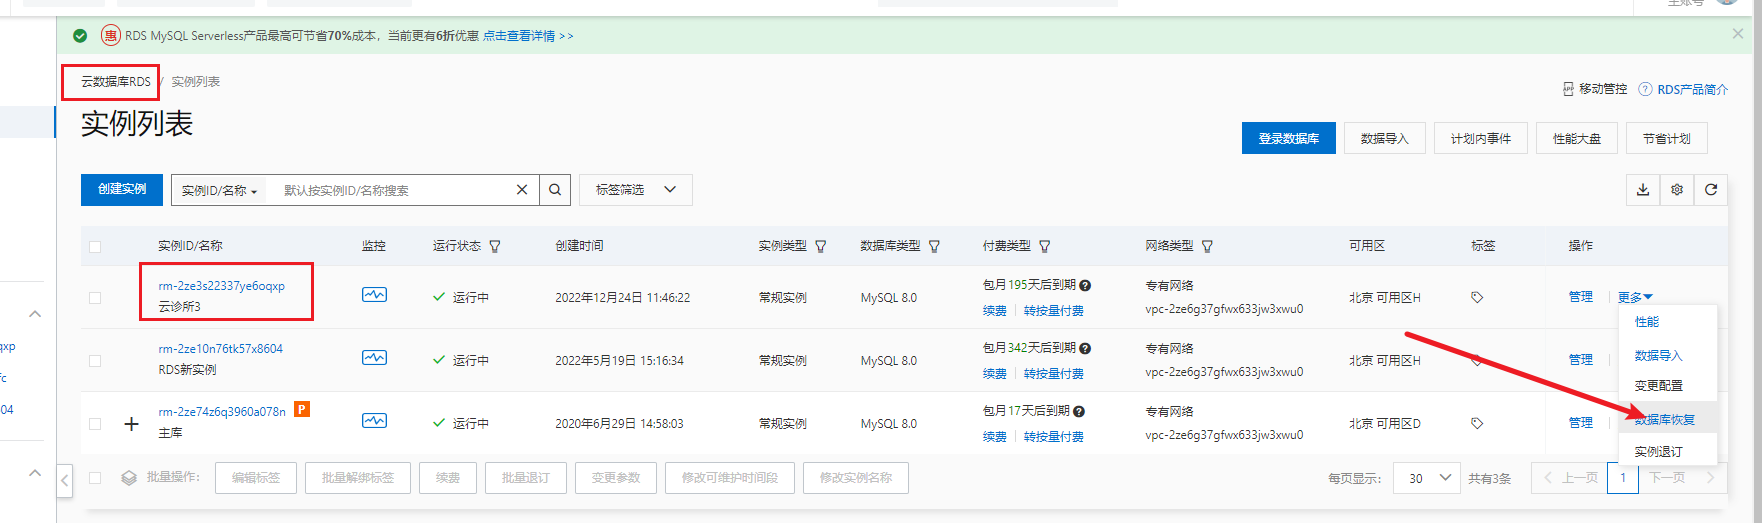 主账号
惠 RDS MySQL Serverless产品最高可节省70%成本，当前更有6折优惠 点击查看详情 >>
云数据库RDS / 实例列表
移动管控 RDS产品简介
实例列表
登录数据库 数据导入 计划内事件 性能大盘 节省计划
创建实例 实例ID/名称 默认按实例ID/名称搜索 标签筛选
实例ID/名称 监控 运行状态 创建时间 实例类型 数据库类型 付费类型 网络类型 可用区 标签 操作
rm-2ze3s22337ye6oqxp
云诊所3
运行中 2022年12月24日 11:46:22 常规实例 MySQL 8.0
包月195天后到期
续费 转按量付费
专有网络
vpc-2ze6g37gfwx633jw3xwu0
北京 可用区H 管理 更多
性能
数据导入
变更配置
数据库恢复
实例退订
qxp
fc
04
rm-2ze10n76tk57x8604
RDS新实例
运行中 2022年5月19日 15:16:34 常规实例 MySQL 8.0
包月342天后到期
续费 转按量付费
专有网络
vpc-2ze6g37gfwx633jw3xwu0
北京 可用区H 管理
rm-2ze74z6q3960a078n P
主库
运行中 2020年6月29日 14:58:03 常规实例 MySQL 8.0
包月17天后到期
续费 转按量付费
专有网络
vpc-2ze6g37gfwx633jw3xwu0
北京 可用区D 管理
批量操作： 编辑标签 批量解绑标签 续费 批量退订 变更参数 修改可维护时间段 修改实例名称
每页显示： 30 共有3条 上一页 1 下一页